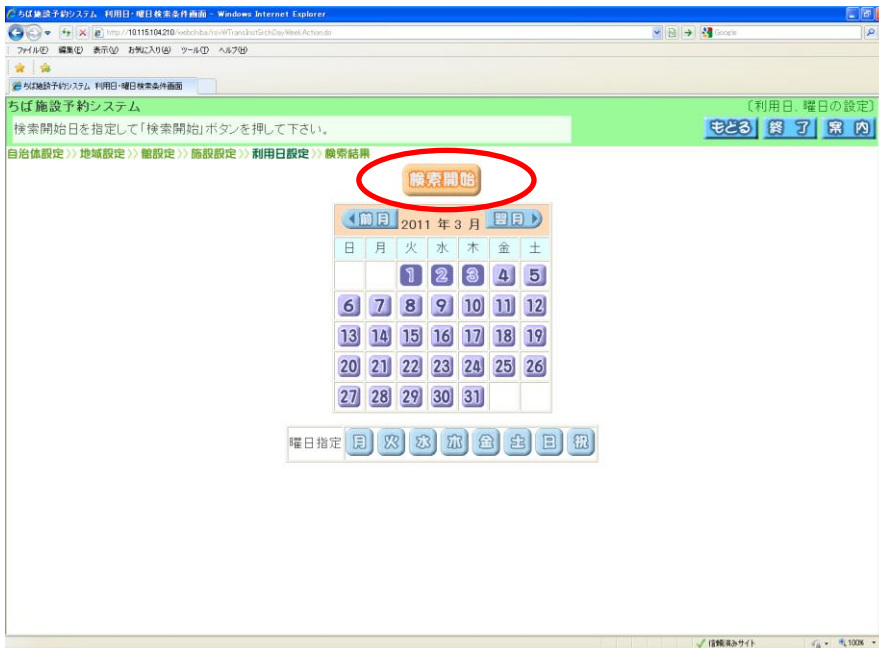 ちば施設予約システム 利用日・曜日検索条件画面 - Windows Internet Explorer
http://10.115.104.210/webchiba/rsvWTransInstSrchDayWeekAction.do
Google
ファイル(F) 編集(E) 表示(V) お気に入り(A) ツール(T) ヘルプ(H)
ちば施設予約システム 利用日・曜日検索条件画面
ちば施設予約システム 〔利用日、曜日の設定〕
検索開始日を指定して「検索開始」ボタンを押して下さい。 もどる 終了 案内
自治体設定 》 地域設定 》 館設定 》 施設設定 》 利用日設定 》 検索結果
検索開始
前月 2011 年 3 月 翌月
日 月 火 水 木 金 土
1 2 3 4 5
6 7 8 9 10 11 12
13 14 15 16 17 18 19
20 21 22 23 24 25 26
27 28 29 30 31
曜日指定 月 火 水 木 金 土 日 祝
信頼済みサイト 100%